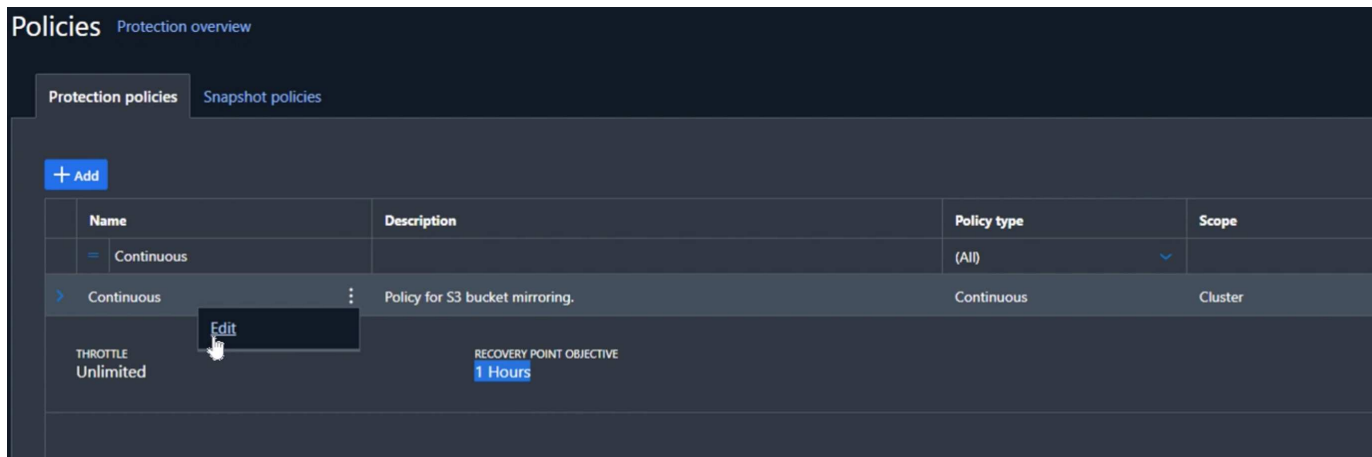 Policies Protection overview
Protection policies Snapshot policies
+ Add
Name Description Policy type Scope
= Continuous (All)
Continuous Policy for S3 bucket mirroring. Continuous Cluster
Edit
THROTTLE RECOVERY POINT OBJECTIVE
Unlimited 1 Hours